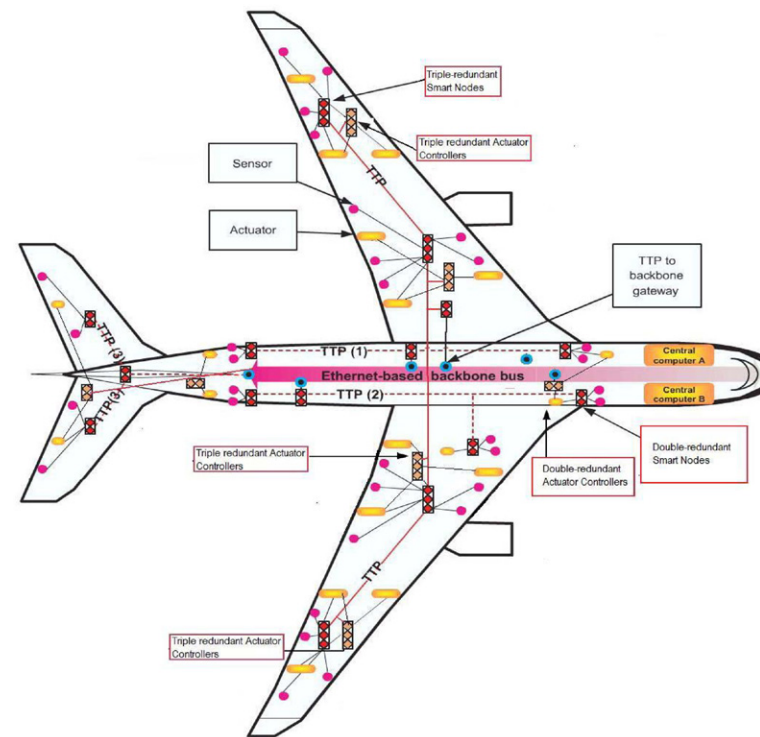 Triple-redundant
Smart Nodes
Triple redundant Actuator
Controllers
TTP
Sensor
Actuator
TTP to
backbone
gateway
TTP (3)
TTP (1)
Central
computer A
Ethernet-based backbone bus
TTP (2)
Central
computer B
TTP(3)
Triple redundant Actuator
Controllers
Double-redundant
Actuator Controllers
Double-redundant
Smart Nodes
TTP
Triple redundant Actuator
Controllers